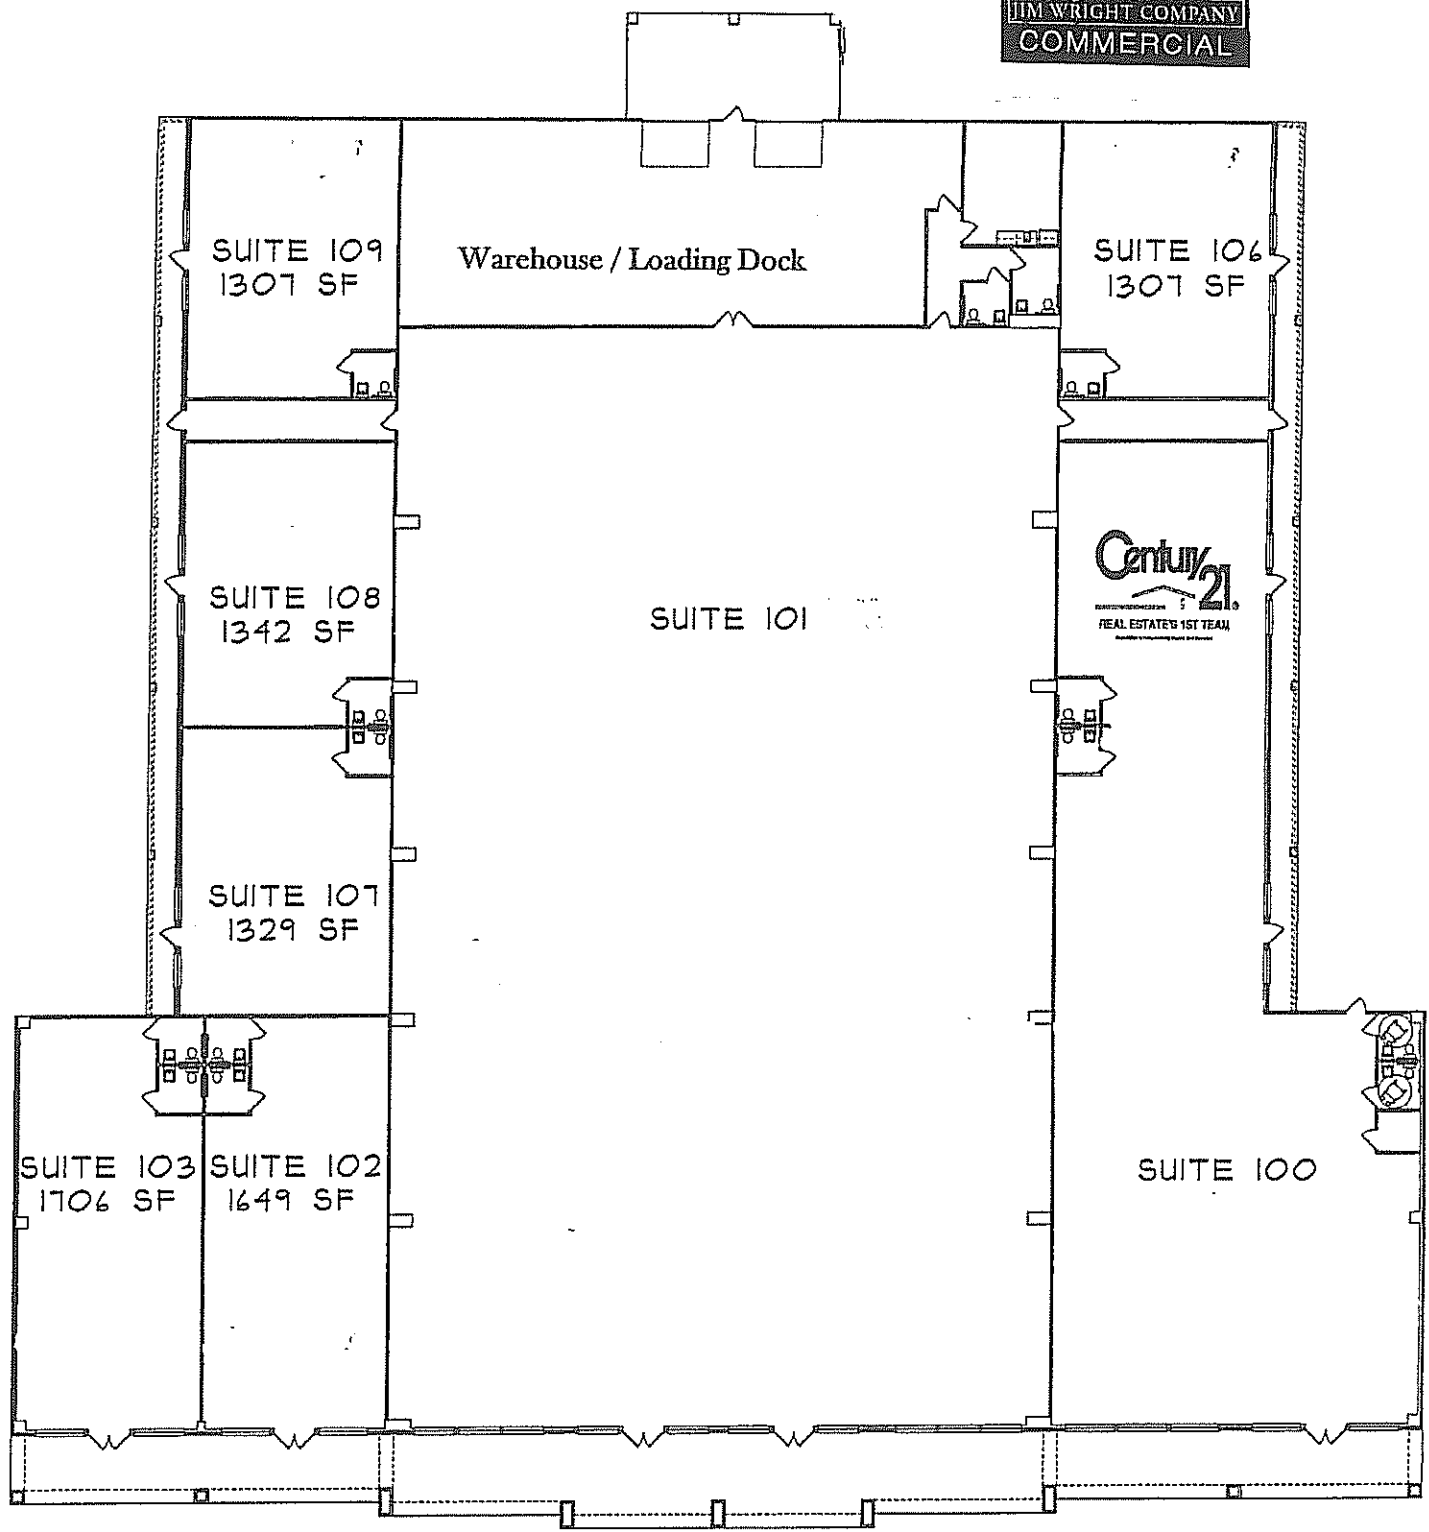 JIM WRIGHT COMPANY
COMMERCIAL
SUITE 109
1307 SF
Warehouse / Loading Dock
SUITE 106
1307 SF
SUITE 108
1342 SF
SUITE 101
Century 21.
REAL ESTATE'S 1ST TEAM
SUITE 107
1329 SF
SUITE 103
1706 SF
SUITE 102
1649 SF
SUITE 100